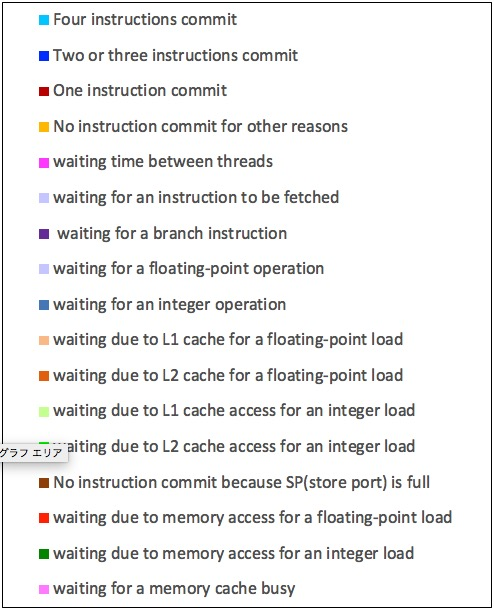 Four instructions commit
Two or three instructions commit
One instruction commit
No instruction commit for other reasons
waiting time between threads
waiting for an instruction to be fetched
waiting for a branch instruction
waiting for a floating-point operation
waiting for an integer operation
waiting due to L1 cache for a floating-point load
waiting due to L2 cache for a floating-point load
waiting due to L1 cache access for an integer load
waiting due to L2 cache access for an integer load
グラフ エリア
No instruction commit because SP(store port) is full
waiting due to memory access for a floating-point load
waiting due to memory access for an integer load
waiting for a memory cache busy